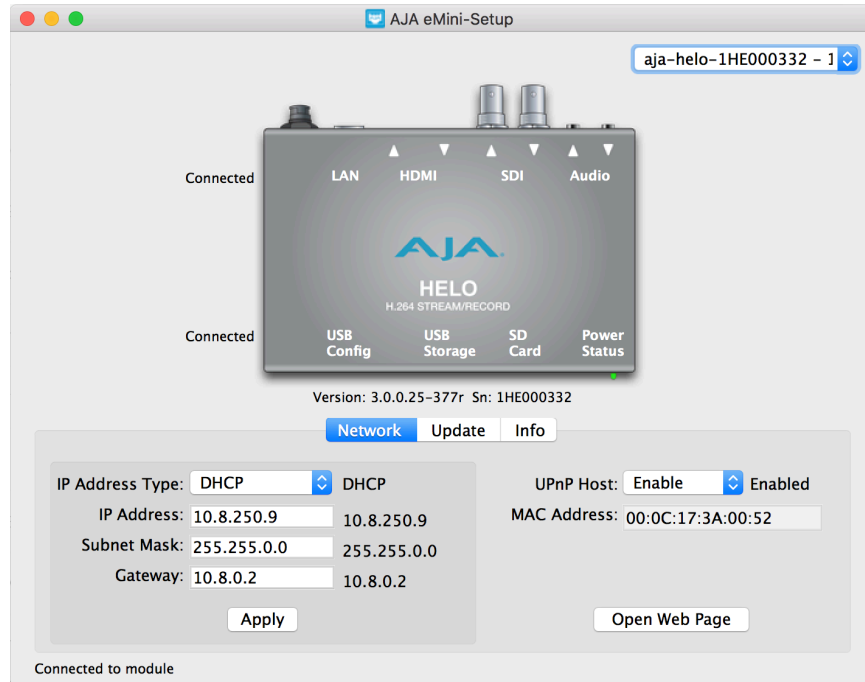 AJA eMini-Setup
aja-helo-1HE000332 – 1
Connected
LAN HDMI SDI Audio
AJA
HELO
H.264 STREAM/RECORD
Connected
USB Config USB Storage SD Card Power Status
Version: 3.0.0.25-377r Sn: 1HE000332
Network Update Info
IP Address Type: DHCP DHCP
UPnP Host: Enable Enabled
IP Address: 10.8.250.9 10.8.250.9
MAC Address: 00:0C:17:3A:00:52
Subnet Mask: 255.255.0.0 255.255.0.0
Gateway: 10.8.0.2 10.8.0.2
Apply
Open Web Page
Connected to module